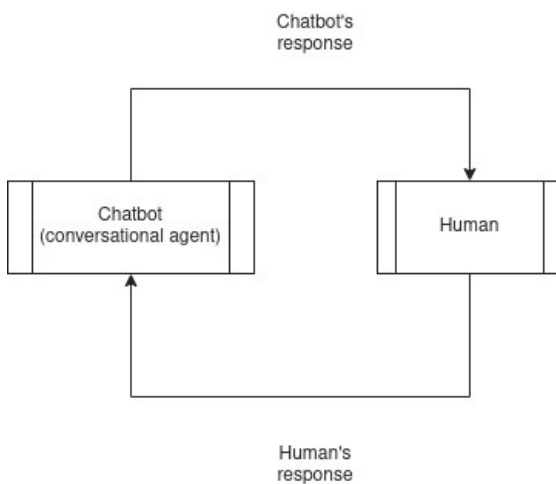 Chatbot's
response
Chatbot
(conversational agent)
Human
Human's
response